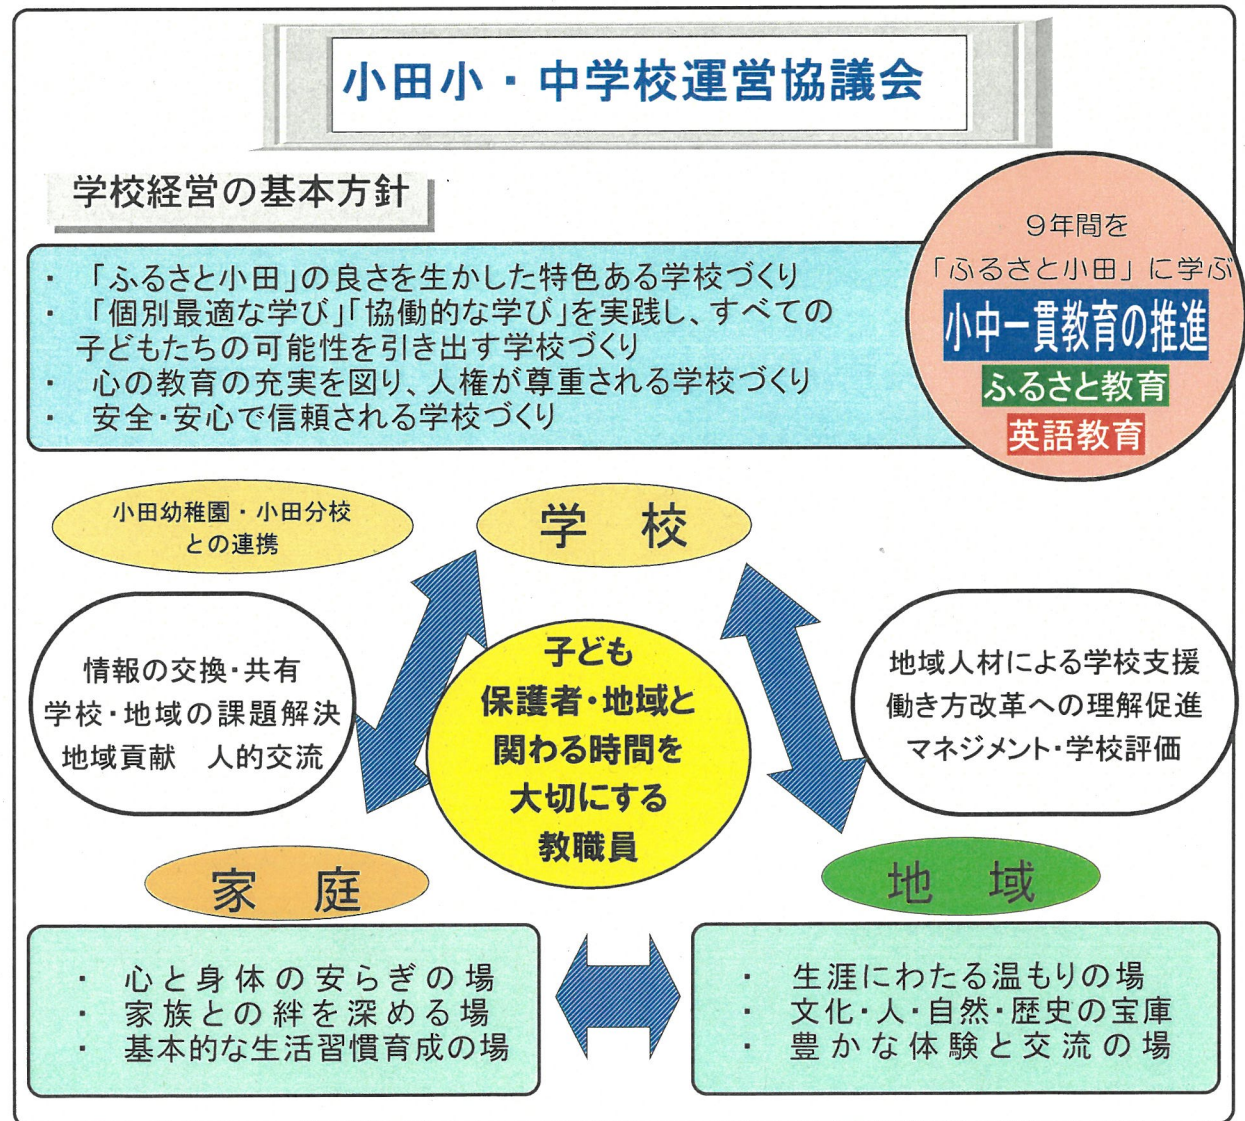 小田小・中学校運営協議会
学校経営の基本方針
・「ふるさと小田」の良さを生かした特色ある学校づくり
・「個別最適な学び」「協働的な学び」を実践し、すべての
子どもたちの可能性を引き出す学校づくり
・ 心の教育の充実を図り、人権が尊重される学校づくり
・ 安全・安心で信頼される学校づくり
9年間を
「ふるさと小田」に学ぶ
小中一貫教育の推進
ふるさと教育
英語教育
小田幼稚園・小田分校
との連携
学 校
情報の交換・共有
学校・地域の課題解決
地域貢献 人的交流
子ども
保護者・地域と
関わる時間を
大切にする
教職員
地域人材による学校支援
働き方改革への理解促進
マネジメント・学校評価
家 庭
・ 心と身体の安らぎの場
・ 家族との絆を深める場
・ 基本的な生活習慣育成の場
地 域
・ 生涯にわたる温もりの場
・ 文化・人・自然・歴史の宝庫
・ 豊かな体験と交流の場